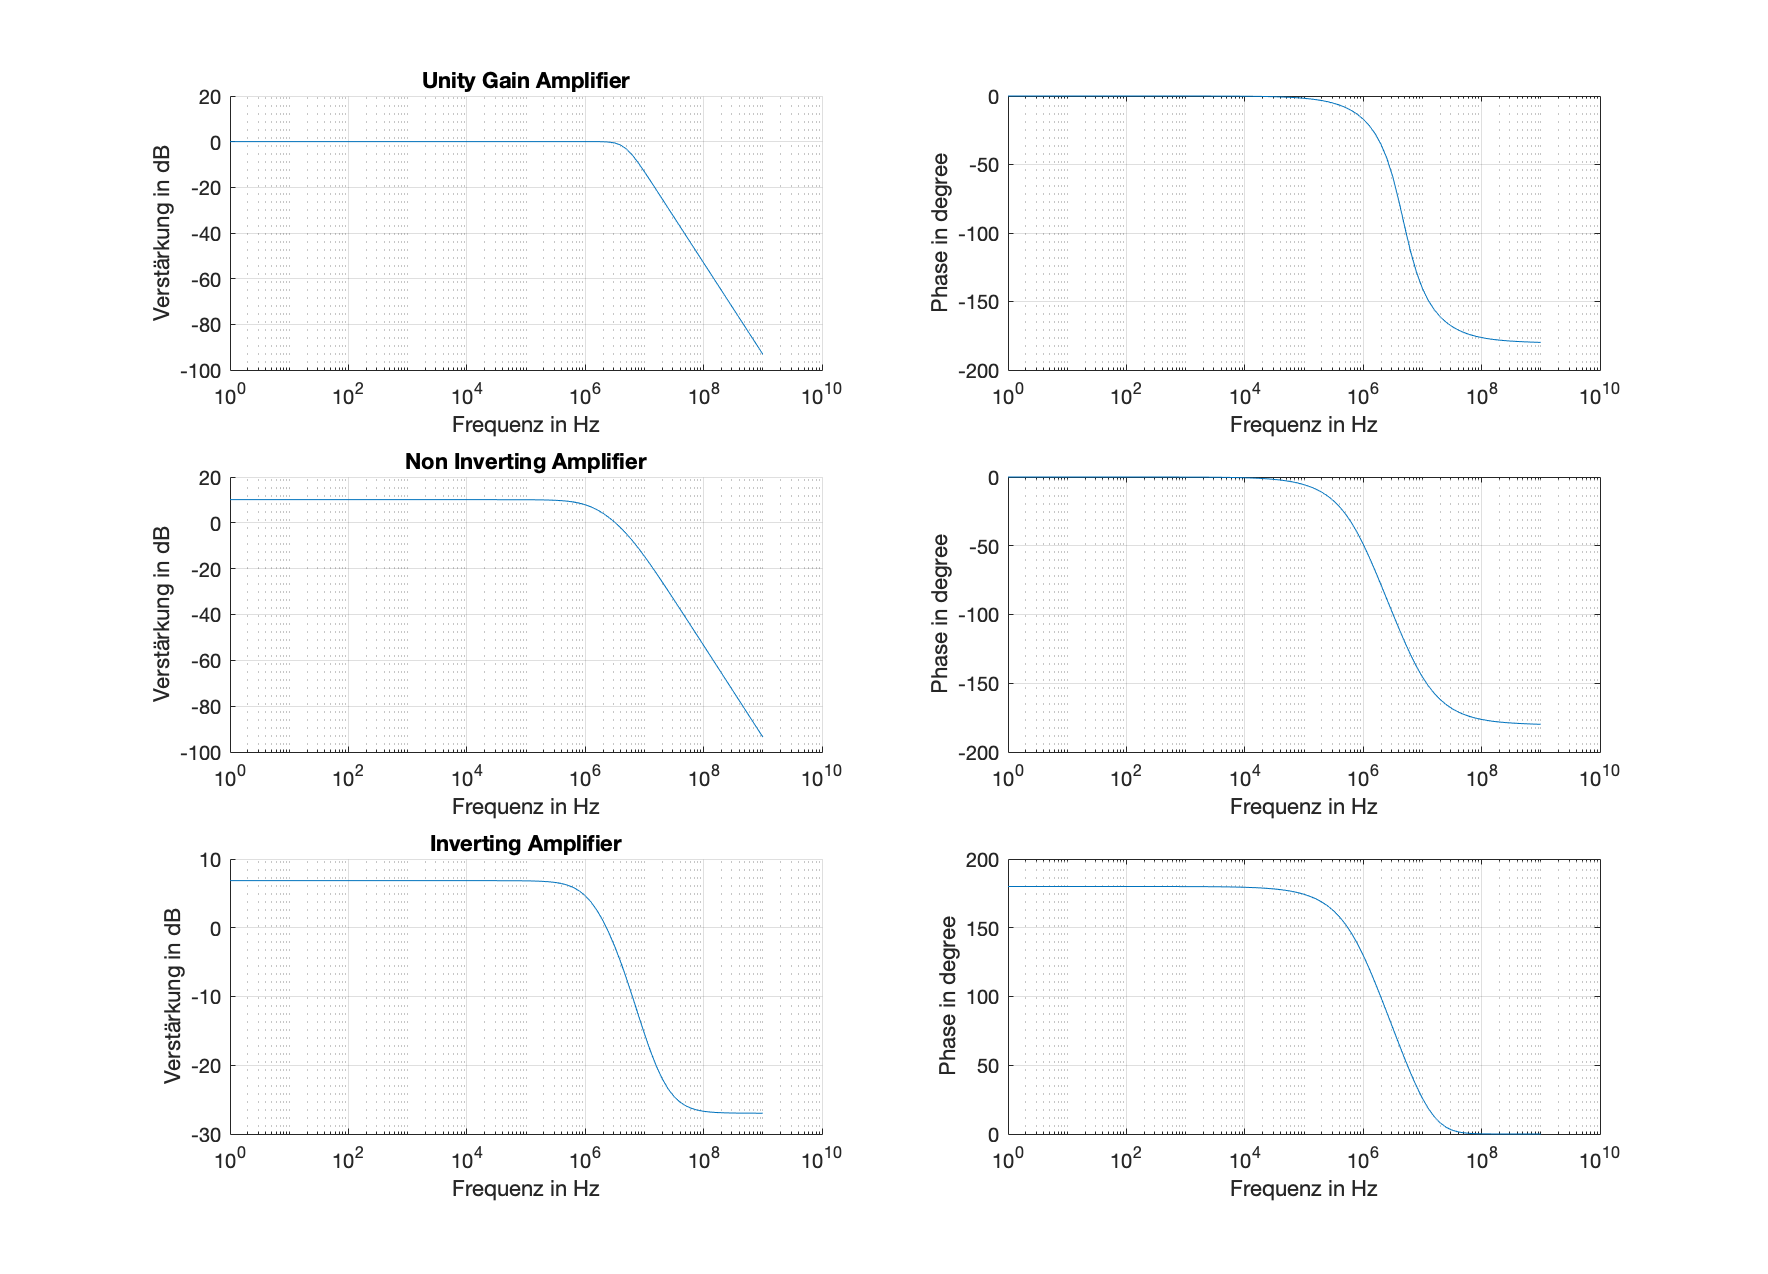 Unity Gain Amplifier
Verstärkung in dB
20
0
-20
-40
-60
-80
-100
10^0 10^2 10^4 10^6 10^8 10^10
Frequenz in Hz
Phase in degree
0
-50
-100
-150
-200
10^0 10^2 10^4 10^6 10^8 10^10
Frequenz in Hz
Non Inverting Amplifier
Verstärkung in dB
20
0
-20
-40
-60
-80
-100
10^0 10^2 10^4 10^6 10^8 10^10
Frequenz in Hz
Phase in degree
0
-50
-100
-150
-200
10^0 10^2 10^4 10^6 10^8 10^10
Frequenz in Hz
Inverting Amplifier
Verstärkung in dB
10
0
-10
-20
-30
10^0 10^2 10^4 10^6 10^8 10^10
Frequenz in Hz
Phase in degree
200
150
100
50
0
10^0 10^2 10^4 10^6 10^8 10^10
Frequenz in Hz